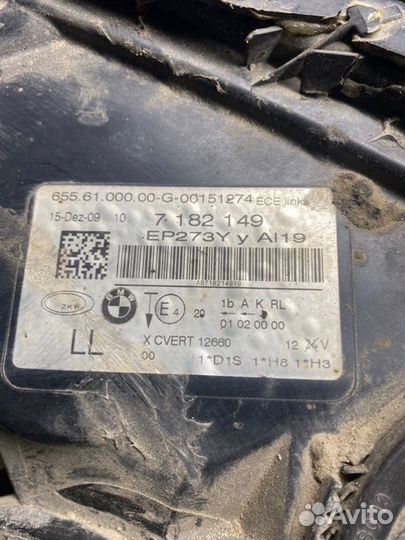 655.61.000.00-G-00151274 ECE links
15-Dez-09 10 7 182 149
EP273Y y AI19
A8718214919
ZKW
BMW
E4 20
1b A K RL
01 02 00 00
LL
X CVERT 12660
12 24V
00
1*D1S 1*H8 1*H3
Avito